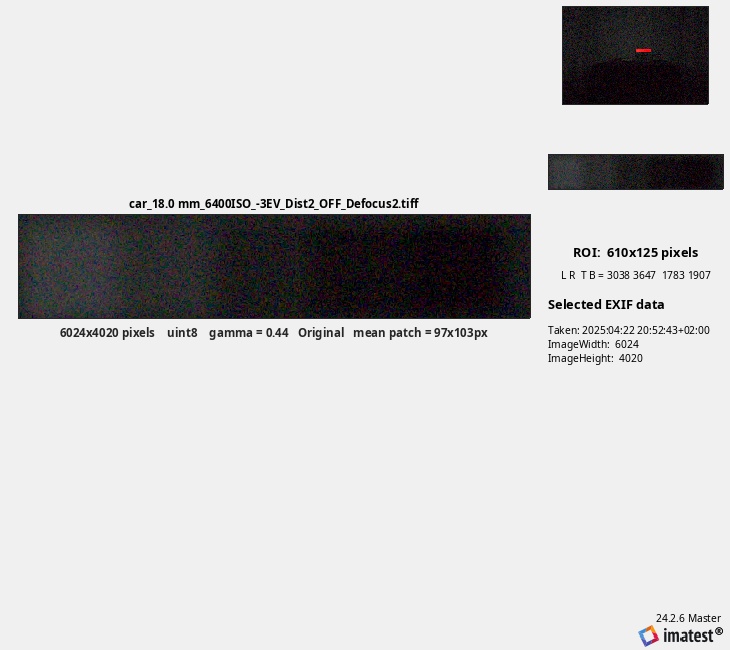 car_18.0 mm_6400ISO_-3EV_Dist2_OFF_Defocus2.tiff
6024x4020 pixels    uint8    gamma = 0.44   Original   mean patch = 97x103px
ROI:  610x125 pixels
L R  T B = 3038 3647  1783 1907
Selected EXIF data
Taken: 2025:04:22 20:52:43+02:00
ImageWidth:  6024
ImageHeight:  4020
24.2.6 Master
imatest®